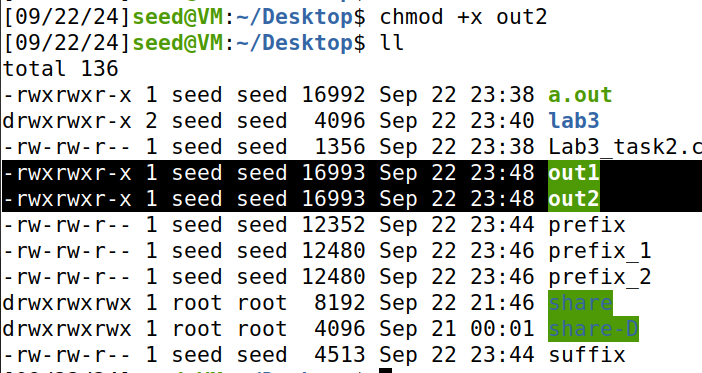 [09/22/24]seed@VM:~/Desktop$ chmod +x out2
[09/22/24]seed@VM:~/Desktop$ ll
total 136
-rwxrwxr-x 1 seed seed 16992 Sep 22 23:38 a.out
drwxrwxr-x 2 seed seed  4096 Sep 22 23:40 lab3
-rw-rw-r-- 1 seed seed  1356 Sep 22 23:38 Lab3_task2.c
-rwxrwxr-x 1 seed seed 16993 Sep 22 23:48 out1
-rwxrwxr-x 1 seed seed 16993 Sep 22 23:48 out2
-rw-rw-r-- 1 seed seed 12352 Sep 22 23:44 prefix
-rw-rw-r-- 1 seed seed 12480 Sep 22 23:46 prefix_1
-rw-rw-r-- 1 seed seed 12480 Sep 22 23:46 prefix_2
drwxrwxrwx 1 root root  8192 Sep 22 21:46 share
drwxrwxrwx 1 root root  4096 Sep 21 00:01 share-D
-rw-rw-r-- 1 seed seed  4513 Sep 22 23:44 suffix